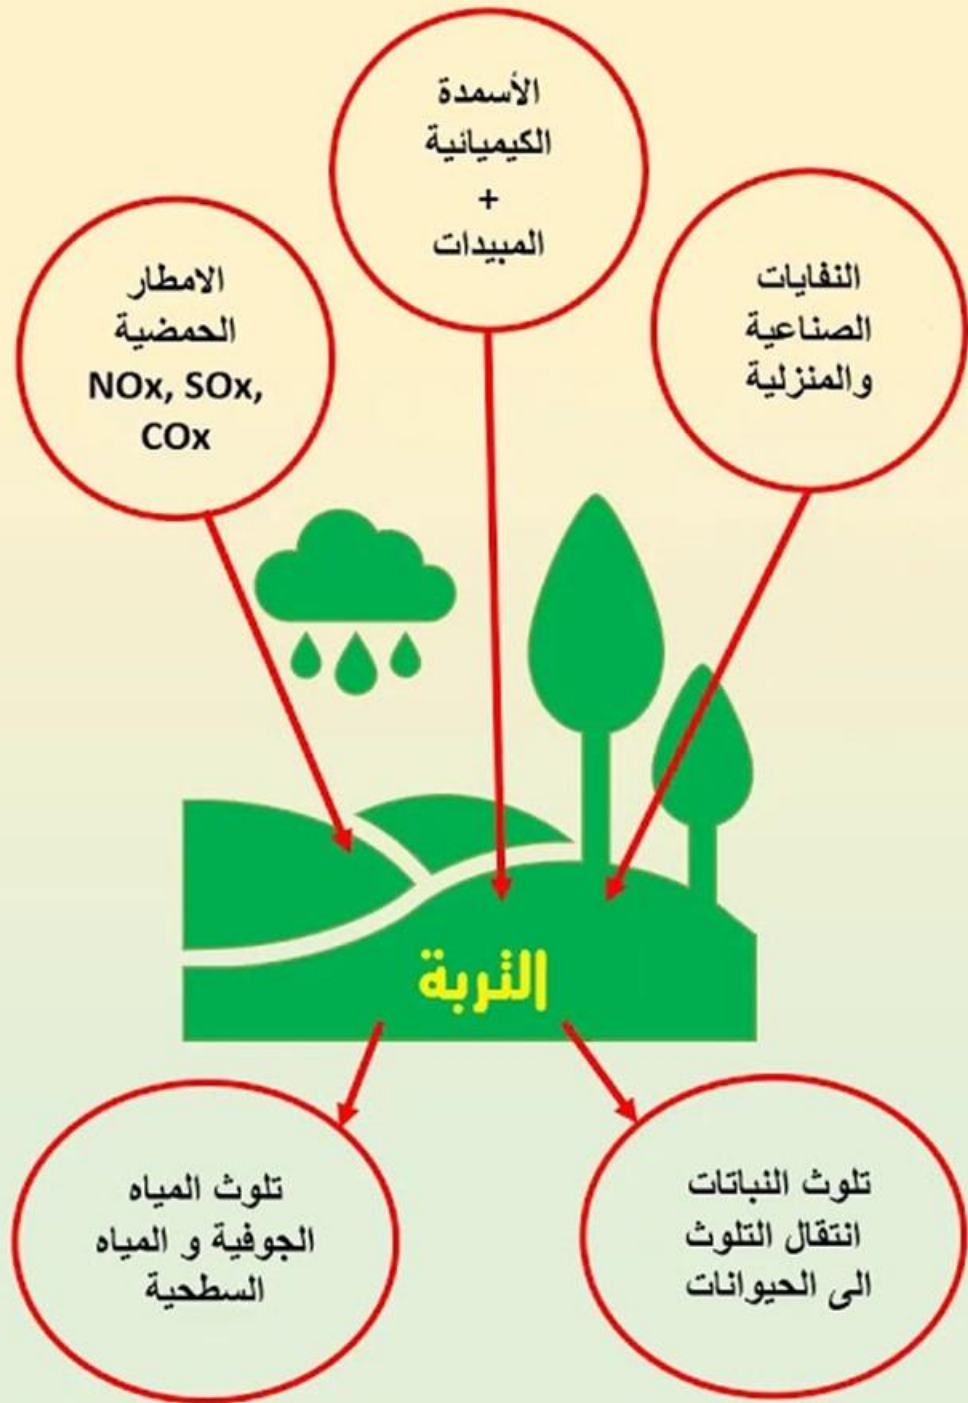 الأسمدة
الكيميائية
+
المبيدات
النفايات
الصناعية
والمنزلية
الامطار
الحمضية
NOx, SOx,
COx
التربة
تلوث النباتات
انتقال التلوث
الى الحيوانات
تلوث المياه
الجوفية و المياه
السطحية